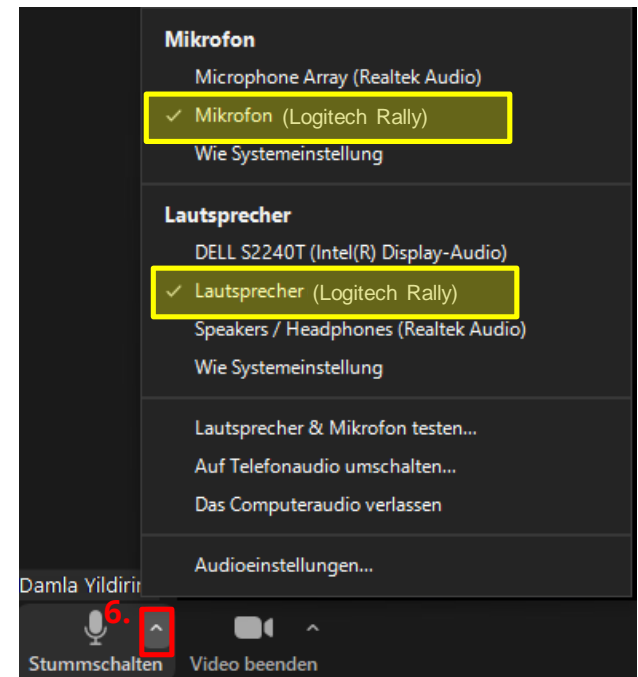 Mikrofon
Microphone Array (Realtek Audio)
Mikrofon (Logitech Rally)
Wie Systemeinstellung
Lautsprecher
DELL S2240T (Intel(R) Display-Audio)
Lautsprecher (Logitech Rally)
Speakers / Headphones (Realtek Audio)
Wie Systemeinstellung
Lautsprecher & Mikrofon testen...
Auf Telefonaudio umschalten...
Das Computeraudio verlassen
Audioeinstellungen...
Damla Yildirir
6.
Stummschalten Video beenden